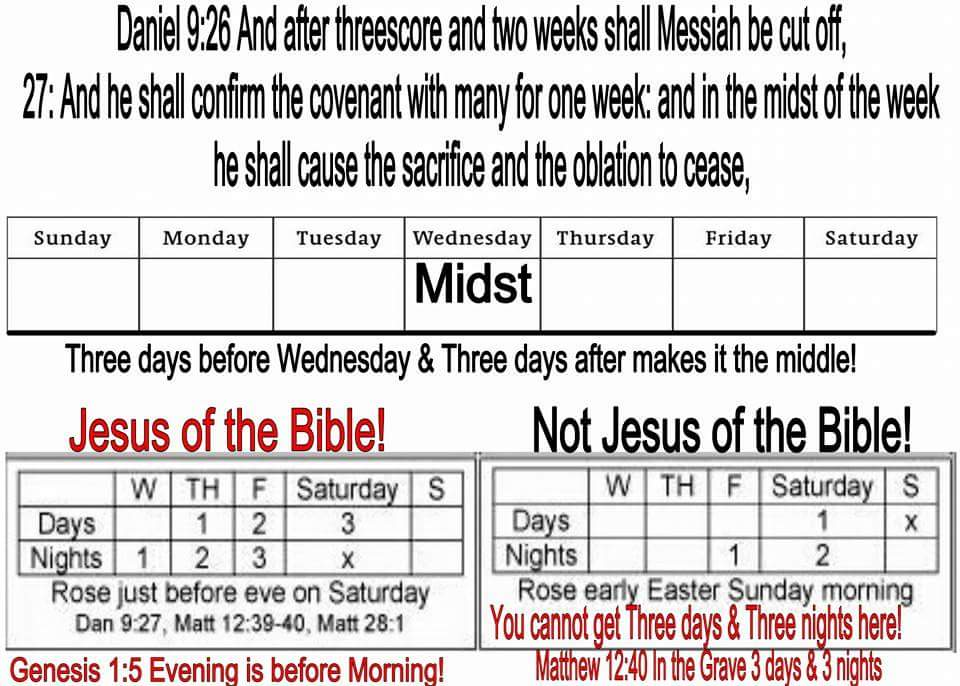 Daniel 9:26 And after threescore and two weeks shall Messiah be cut off,
27: And he shall confirm the covenant with many for one week: and in the midst of the week
he shall cause the sacrifice and the oblation to cease,
Sunday Monday Tuesday Wednesday Thursday Friday Saturday
Midst
Three days before Wednesday & Three days after makes it the middle!
Jesus of the Bible!
W TH F Saturday S
Days 1 2 3
Nights 1 2 3 x
Rose just before eve on Saturday
Dan 9:27, Matt 12:39-40, Matt 28:1
Genesis 1:5 Evening is before Morning!
Not Jesus of the Bible!
W TH F Saturday S
Days 1 x
Nights 1 2
Rose early Easter Sunday morning
You cannot get Three days & Three nights here!
Matthew 12:40 In the Grave 3 days & 3 nights